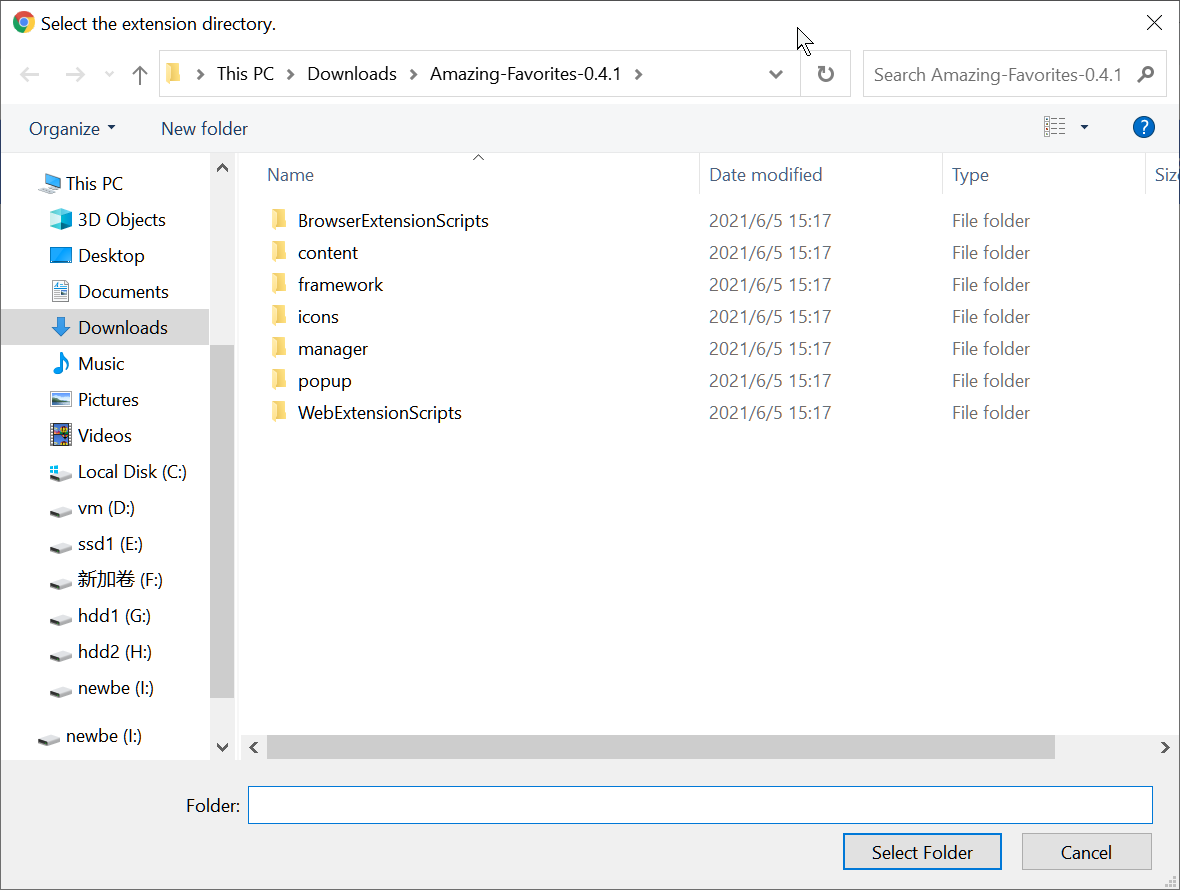 Select the extension directory.
This PC > Downloads > Amazing-Favorites-0.4.1 >
Search Amazing-Favorites-0.4.1
Organize
New folder
?
This PC
3D Objects
Desktop
Documents
Downloads
Music
Pictures
Videos
Local Disk (C:)
vm (D:)
ssd1 (E:)
新加卷 (F:)
hdd1 (G:)
hdd2 (H:)
newbe (I:)
newbe (I:)
Name Date modified Type Siz
BrowserExtensionScripts 2021/6/5 15:17 File folder
content 2021/6/5 15:17 File folder
framework 2021/6/5 15:17 File folder
icons 2021/6/5 15:17 File folder
manager 2021/6/5 15:17 File folder
popup 2021/6/5 15:17 File folder
WebExtensionScripts 2021/6/5 15:17 File folder
Folder:
Select Folder
Cancel